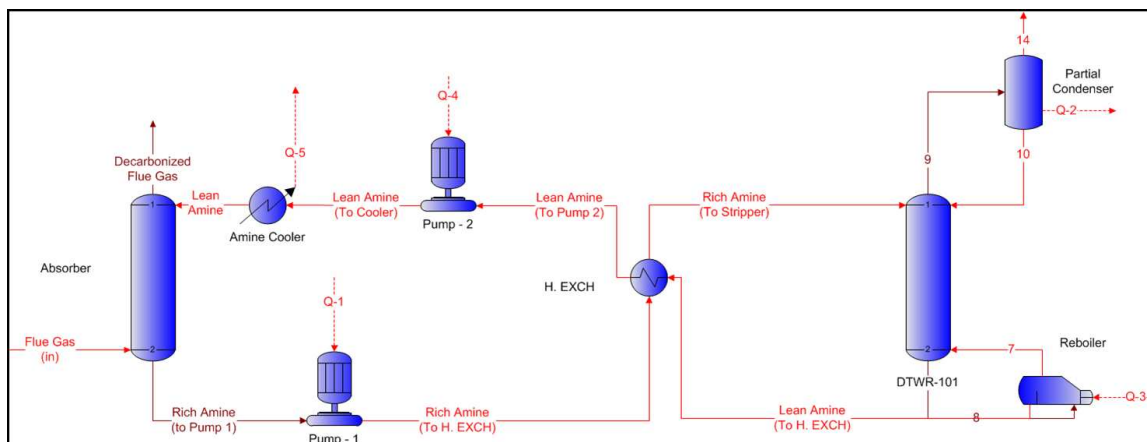 14
Partial
Condenser
Q-4
Q-2
Q-5
Decarbonized
Flue Gas
9
10
Lean
Amine
Lean Amine
(To Cooler)
Lean Amine
(To Pump 2)
Rich Amine
(To Stripper)
1
1
Amine Cooler
Pump - 2
Absorber
H. EXCH
Q-1
Flue Gas
(in)
2
2
7
Reboiler
DTWR-101
Q-3
Rich Amine
(to Pump 1)
Rich Amine
(To H. EXCH)
Lean Amine
(To H. EXCH)
8
Pump - 1